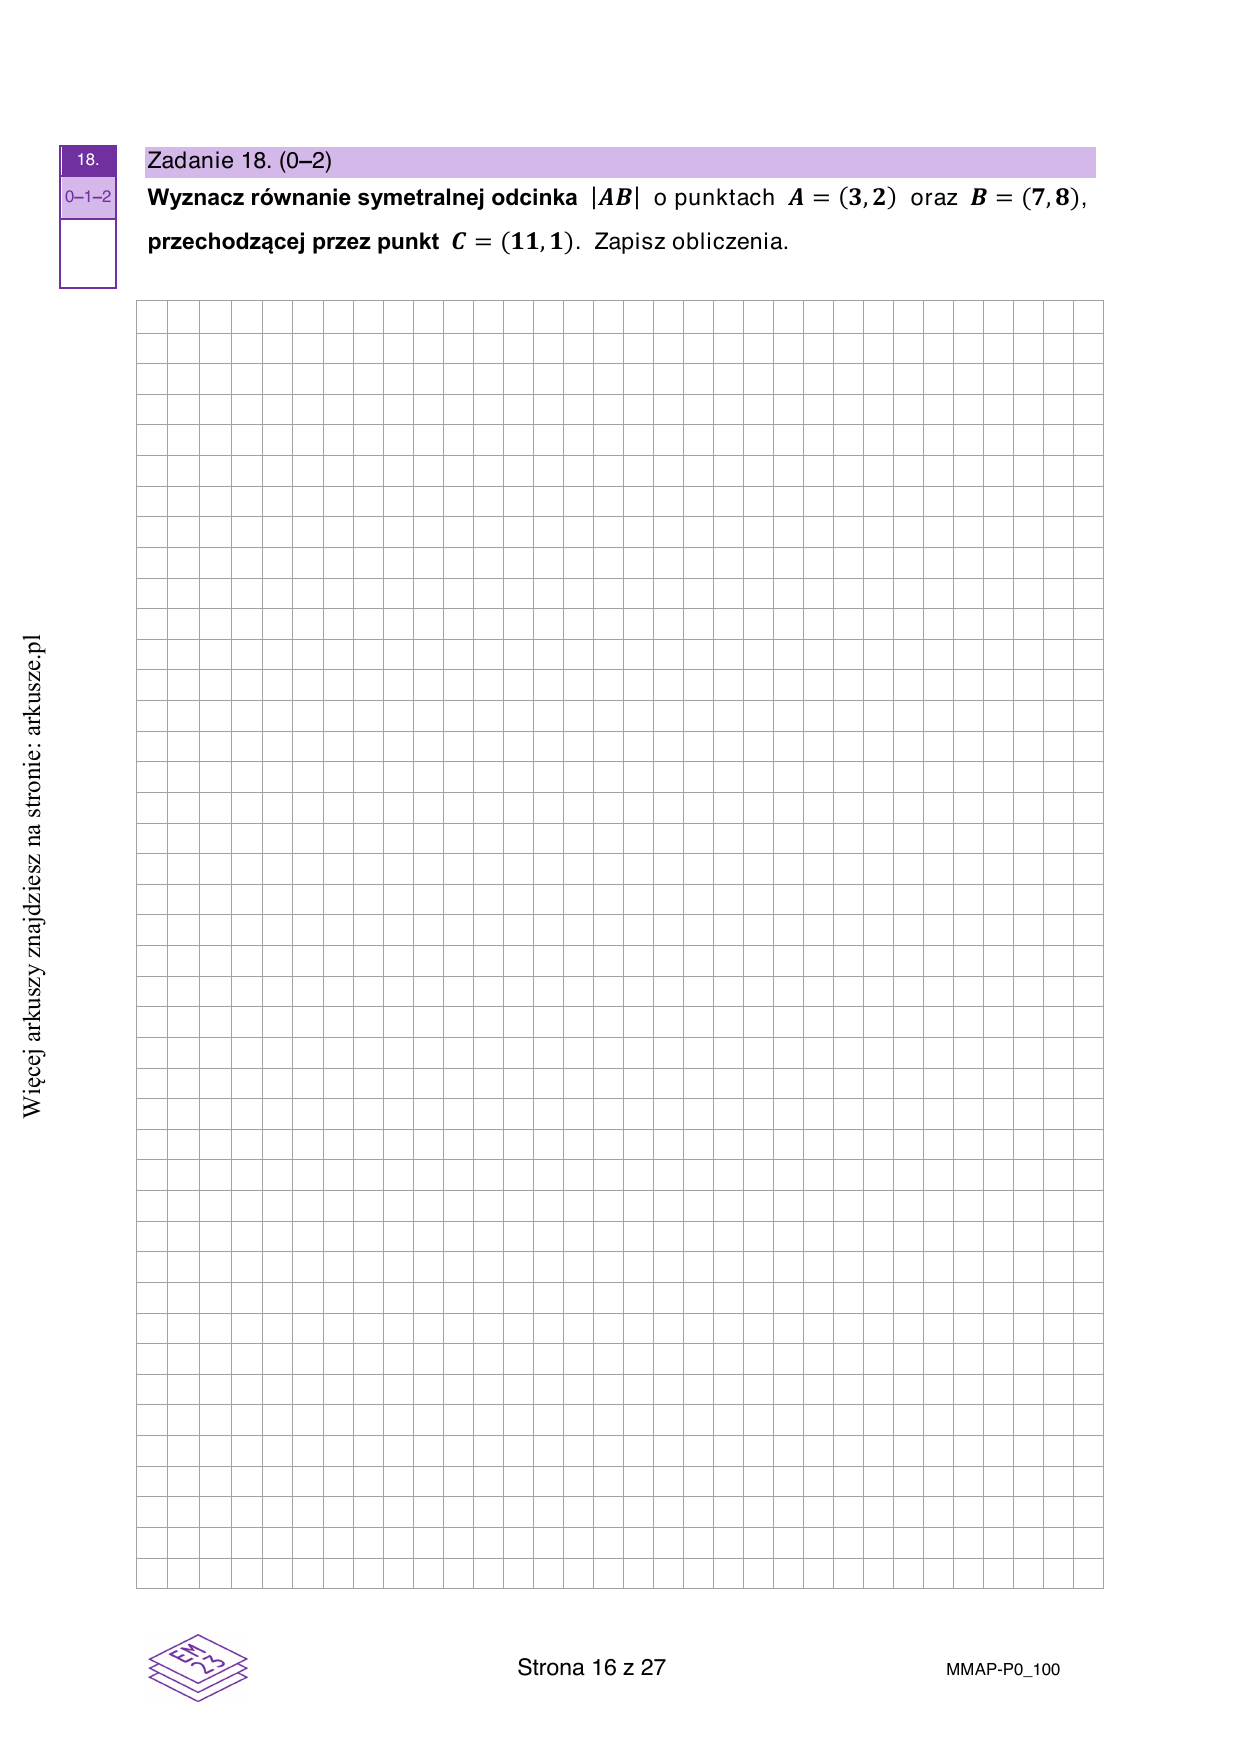 18.
Zadanie 18. (0–2)
0–1–2
Wyznacz równanie symetralnej odcinka |AB| o punktach A = (3, 2) oraz B = (7, 8),
przechodzącej przez punkt C = (11, 1). Zapisz obliczenia.
Więcej arkuszy znajdziesz na stronie: arkusze.pl
EM
23
Strona 16 z 27
MMAP-P0_100